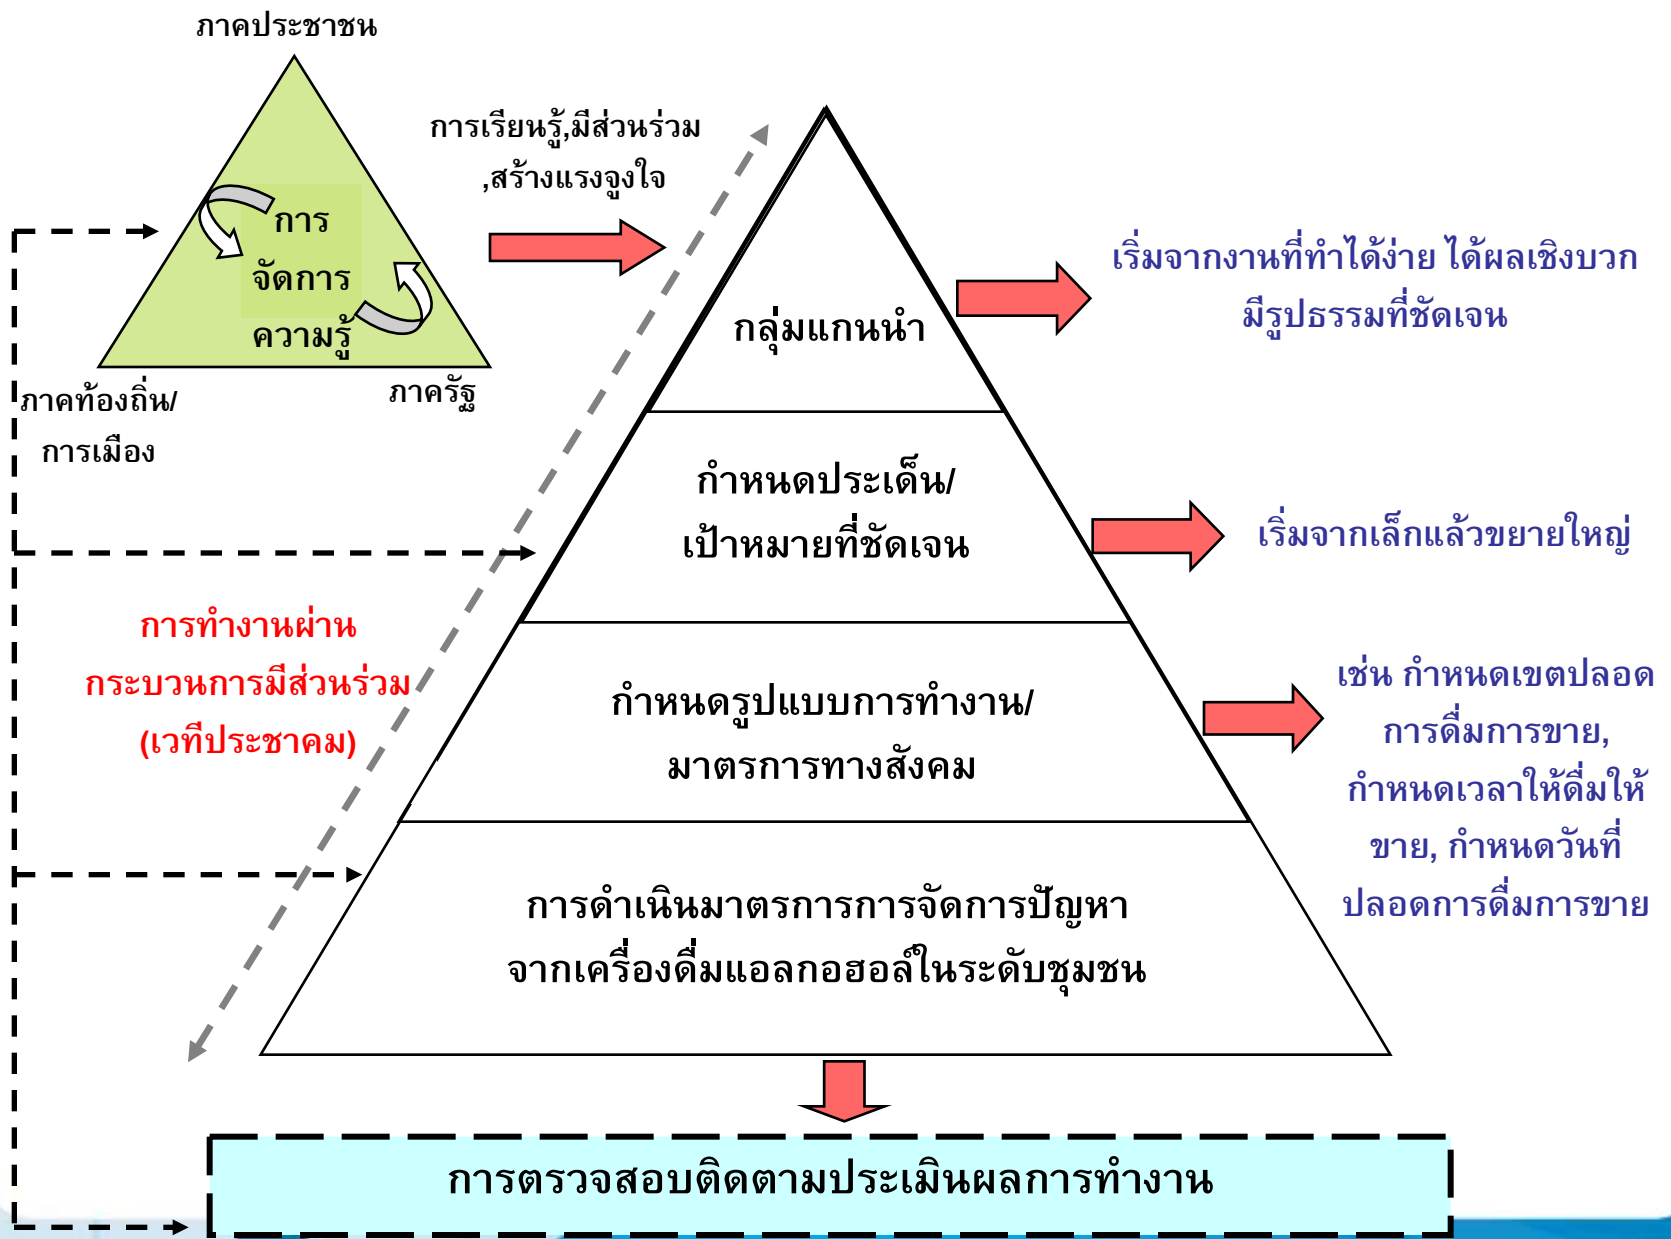 ภาคประชาชน
การ
จัดการ
ความรู้
ภาคท้องถิ่น/
การเมือง
ภาครัฐ
การเรียนรู้,มีส่วนร่วม
,สร้างแรงจูงใจ
กลุ่มแกนนำ
เริ่มจากงานที่ทำได้ง่าย ได้ผลเชิงบวก
มีรูปธรรมที่ชัดเจน
กำหนดประเด็น/
เป้าหมายที่ชัดเจน
เริ่มจากเล็กแล้วขยายใหญ่
การทำงานผ่าน
กระบวนการมีส่วนร่วม
(เวทีประชาคม)
กำหนดรูปแบบการทำงาน/
มาตรการทางสังคม
เช่น กำหนดเขตปลอด
การดื่มการขาย,
กำหนดเวลาให้ดื่มให้
ขาย, กำหนดวันที่
ปลอดการดื่มการขาย
การดำเนินมาตรการการจัดการปัญหา
จากเครื่องดื่มแอลกอฮอล์ในระดับชุมชน
การตรวจสอบติดตามประเมินผลการทำงาน